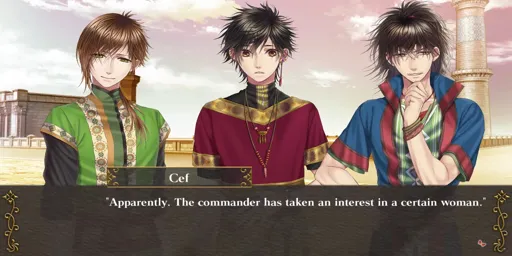 Cef
"Apparently. The commander has taken an interest in a certain woman."